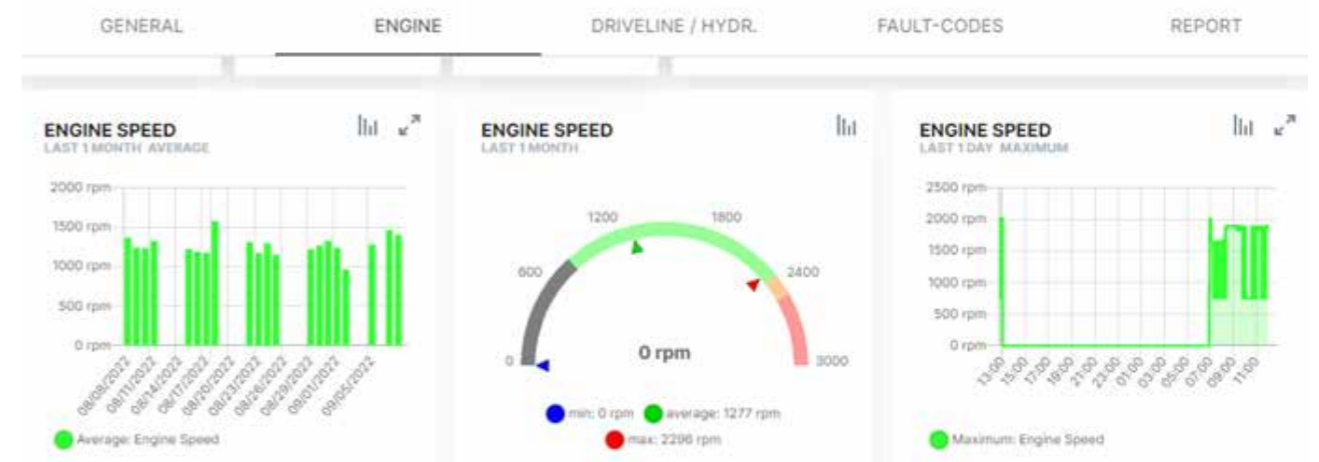 GENERAL ENGINE DRIVELINE / HYDR. FAULT-CODES REPORT
ENGINE SPEED
LAST 1 MONTH AVERAGE
2000 rpm
1500 rpm
1000 rpm
500 rpm
0 rpm
08/08/2022
08/11/2022
08/14/2022
08/17/2022
08/20/2022
08/23/2022
08/26/2022
08/29/2022
09/01/2022
09/05/2022
Average: Engine Speed
ENGINE SPEED
LAST 1 MONTH
0
600
1200
1800
2400
3000
0 rpm
min: 0 rpm average: 1277 rpm
max: 2296 rpm
ENGINE SPEED
LAST 1 DAY MAXIMUM
2500 rpm
2000 rpm
1500 rpm
1000 rpm
500 rpm
0 rpm
13:00
15:00
17:00
19:00
21:00
23:00
01:00
03:00
05:00
07:00
09:00
11:00
Maximum: Engine Speed